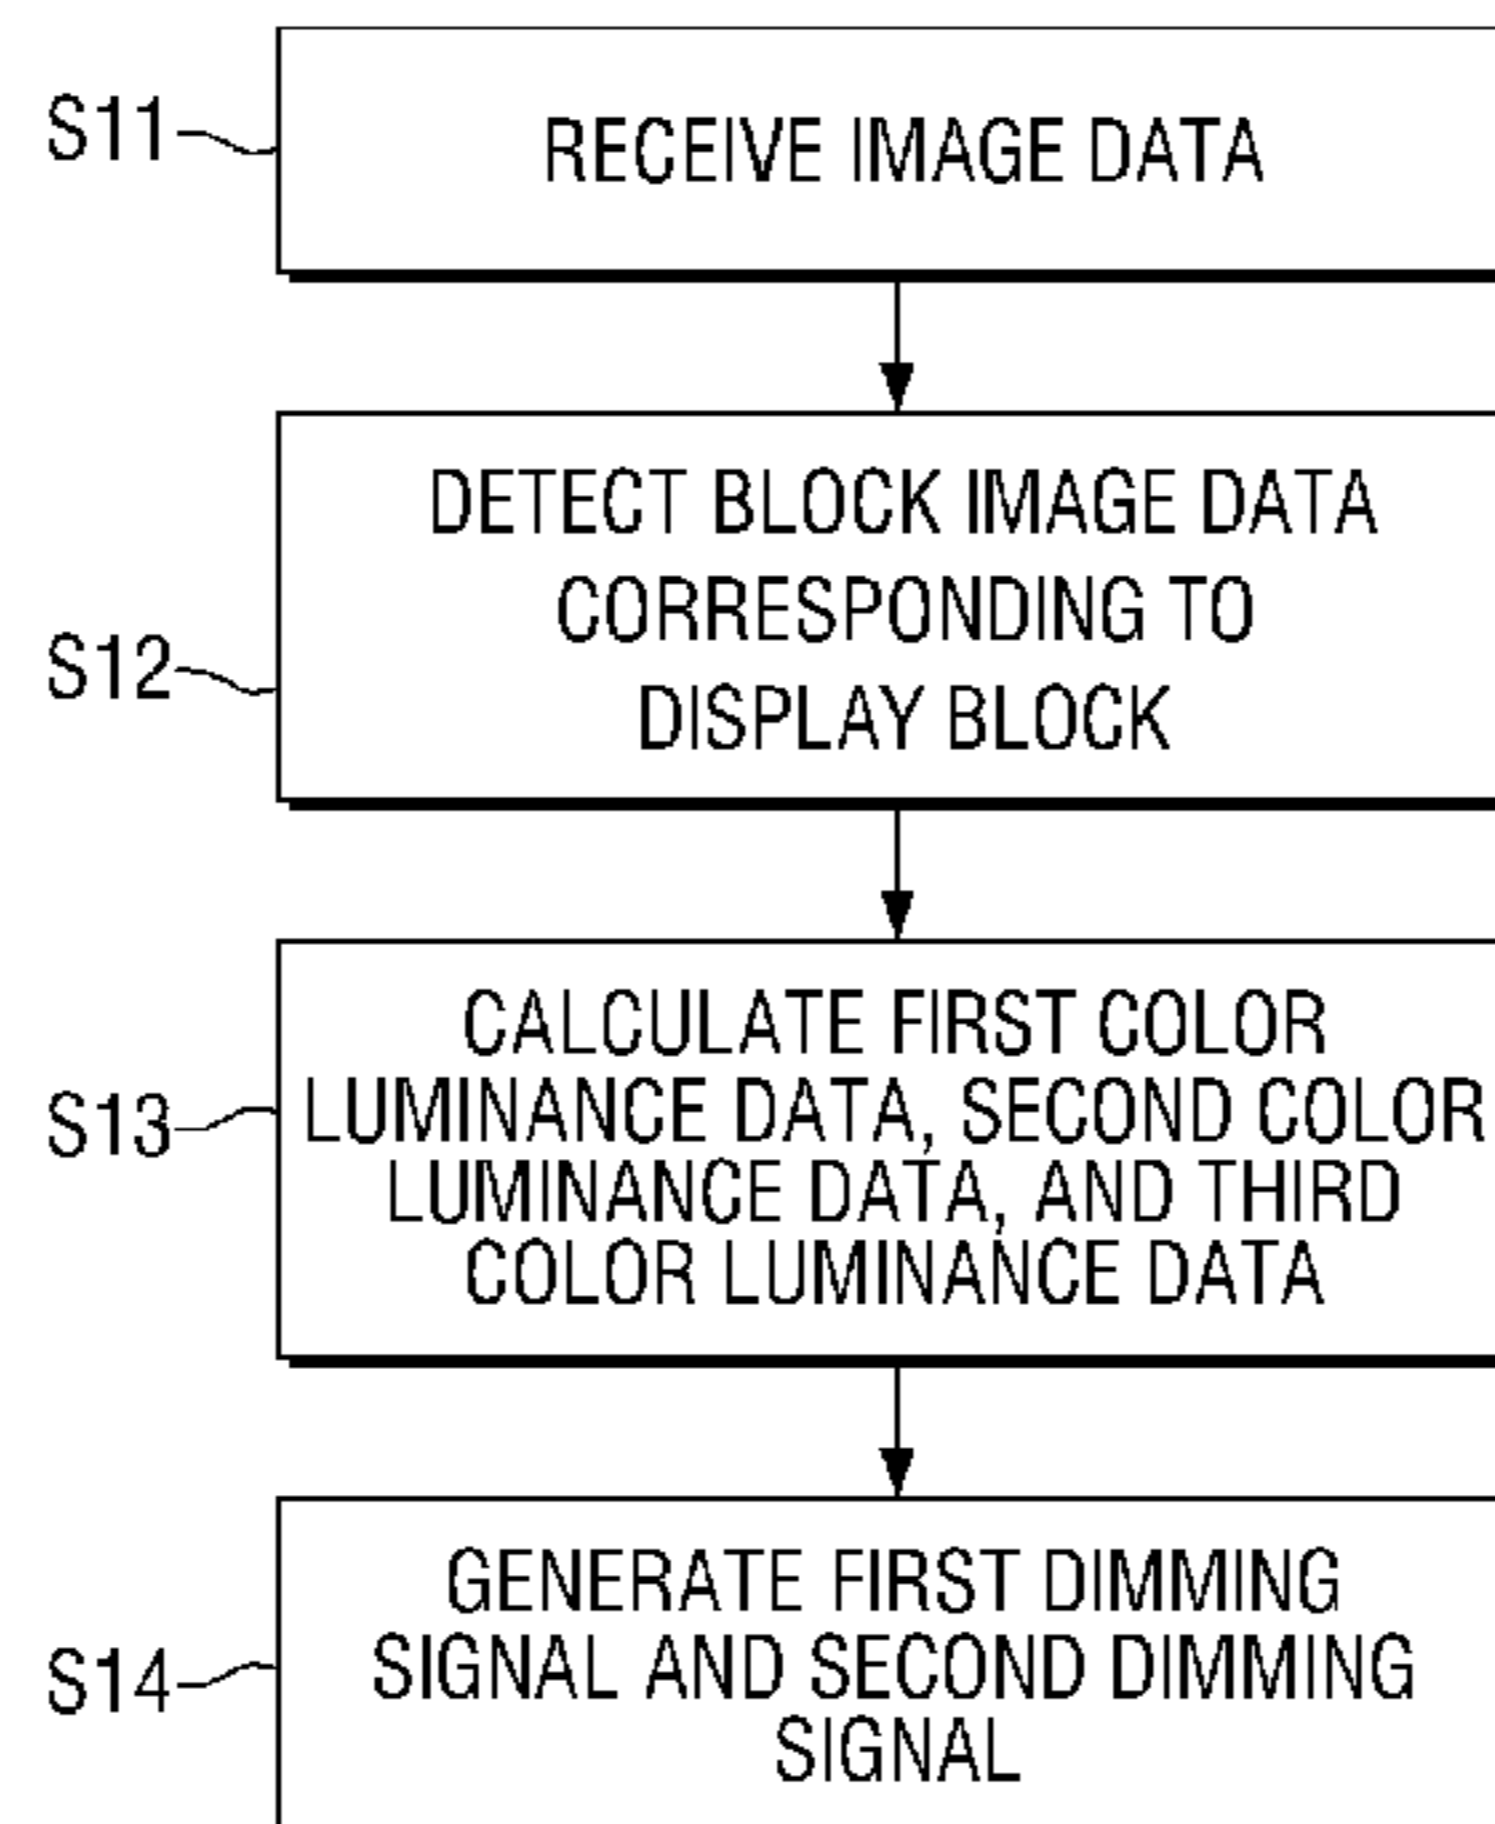 S11
RECEIVE IMAGE DATA
S12
DETECT BLOCK IMAGE DATA
CORRESPONDING TO
DISPLAY BLOCK
S13
CALCULATE FIRST COLOR
LUMINANCE DATA, SECOND COLOR
LUMINANCE DATA, AND THIRD
COLOR LUMINANCE DATA
S14
GENERATE FIRST DIMMING
SIGNAL AND SECOND DIMMING
SIGNAL